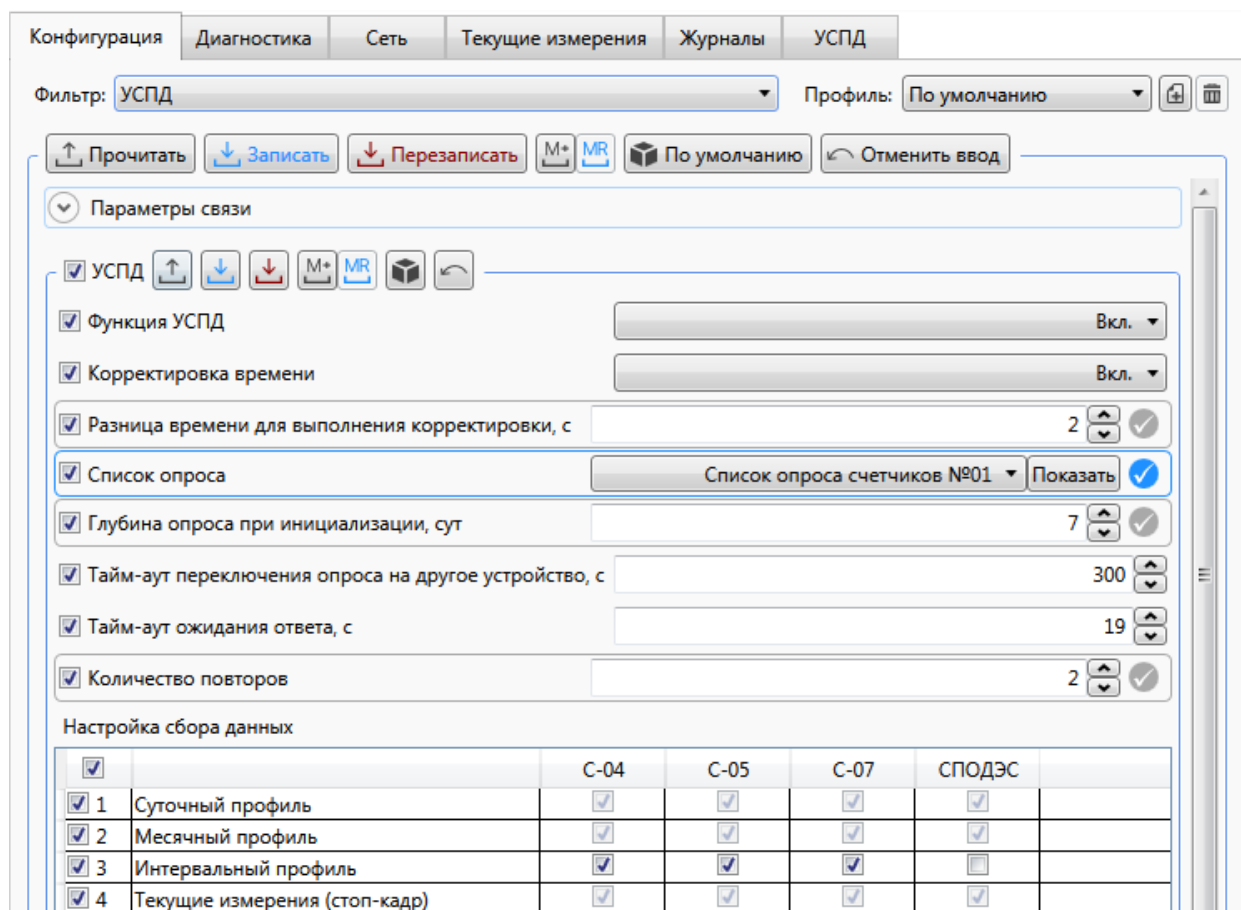 Конфигурация Диагностика Сеть Текущие измерения Журналы УСПД
Фильтр: УСПД Профиль: По умолчанию
Прочитать Записать Перезаписать M+ MR По умолчанию Отменить ввод
Параметры связи
УСПД M+ MR
Функция УСПД Вкл.
Корректировка времени Вкл.
Разница времени для выполнения корректировки, с 2
Список опроса Список опроса счетчиков №01 Показать
Глубина опроса при инициализации, сут 7
Тайм-аут переключения опроса на другое устройство, с 300
Тайм-аут ожидания ответа, с 19
Количество повторов 2
Настройка сбора данных
С-04 С-05 С-07 СПОДЭС
1 Суточный профиль
2 Месячный профиль
3 Интервальный профиль
4 Текущие измерения (стоп-кадр)